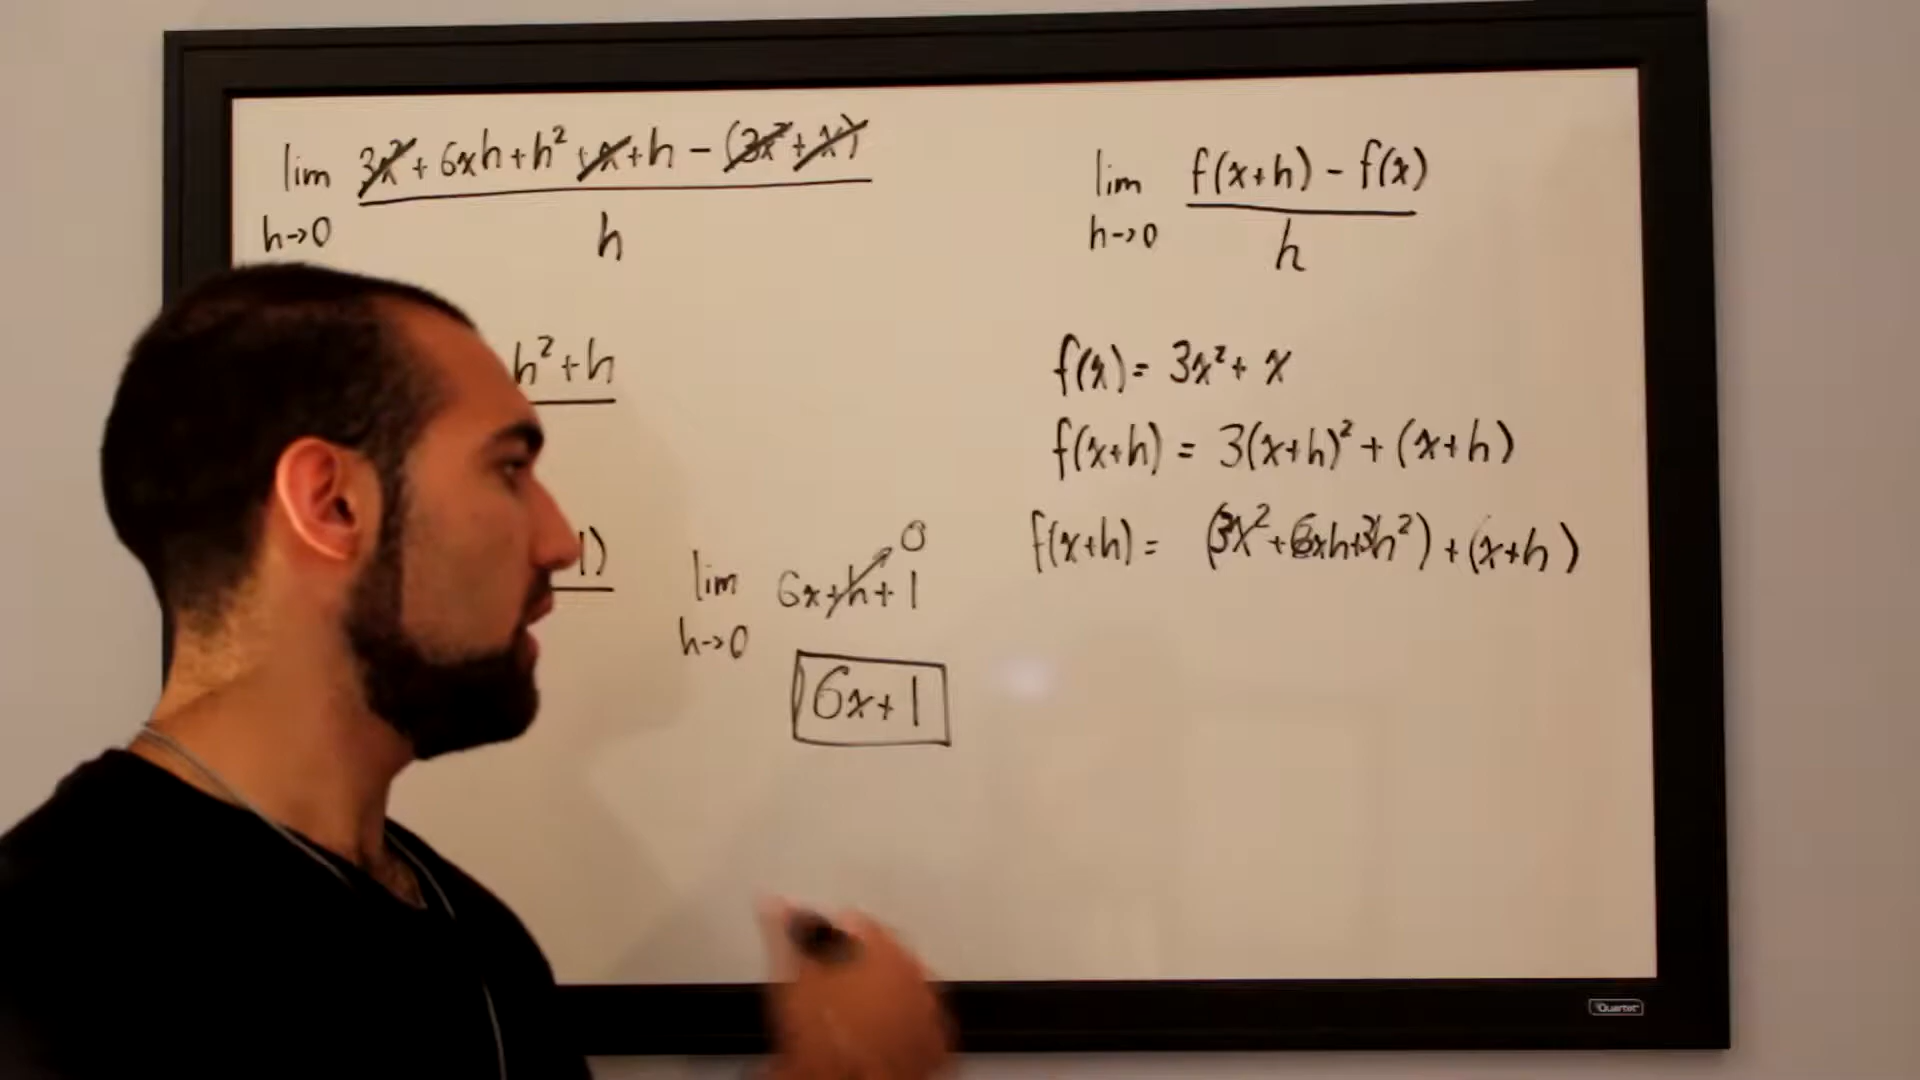 lim 3x² + 6xh + h² + x + h - (3x² + x)
h→0 h
h² + h
1)
lim 6x + h + 1 0
h→0
6x + 1
lim f(x+h) - f(x)
h→0 h
f(x) = 3x² + x
f(x+h) = 3(x+h)² + (x+h)
f(x+h) = (3x² + 6xh + 3h²) + (x+h)
Quartet